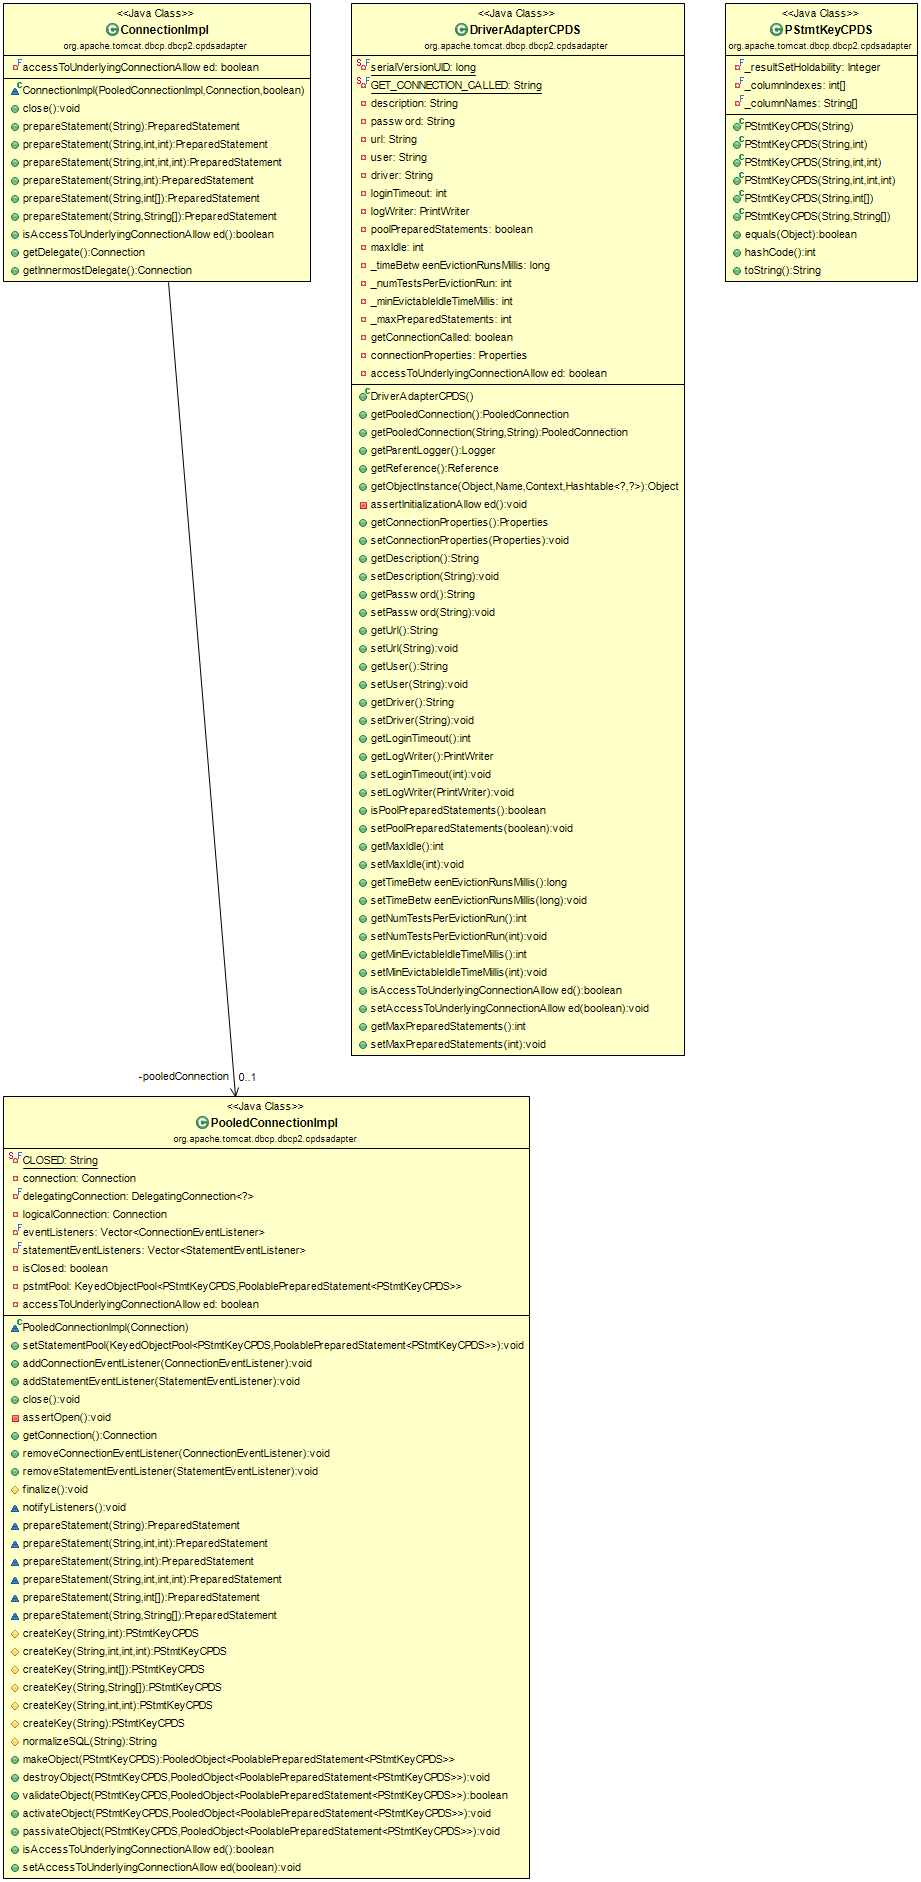 <<Java Class>>
ConnectionImpl
org.apache.tomcat.dbcp.dbcp2.cpdsadapter
accessToUnderlyingConnectionAllowed: boolean
ConnectionImpl(PooledConnectionImpl,Connection,boolean)
close():void
prepareStatement(String):PreparedStatement
prepareStatement(String,int,int):PreparedStatement
prepareStatement(String,int,int,int):PreparedStatement
prepareStatement(String,int):PreparedStatement
prepareStatement(String,int[]):PreparedStatement
prepareStatement(String,String[]):PreparedStatement
isAccessToUnderlyingConnectionAllowed():boolean
getDelegate():Connection
getInnermostDelegate():Connection
<<Java Class>>
DriverAdapterCPDS
org.apache.tomcat.dbcp.dbcp2.cpdsadapter
serialVersionUID: long
GET_CONNECTION_CALLED: String
description: String
password: String
url: String
user: String
driver: String
loginTimeout: int
logWriter: PrintWriter
poolPreparedStatements: boolean
maxIdle: int
_timeBetweenEvictionRunsMillis: long
_numTestsPerEvictionRun: int
_minEvictableIdleTimeMillis: int
_maxPreparedStatements: int
getConnectionCalled: boolean
connectionProperties: Properties
accessToUnderlyingConnectionAllowed: boolean
DriverAdapterCPDS()
getPooledConnection():PooledConnection
getPooledConnection(String,String):PooledConnection
getParentLogger():Logger
getReference():Reference
getObjectInstance(Object,Name,Context,Hashtable<?,?>):Object
assertInitializationAllowed():void
getConnectionProperties():Properties
setConnectionProperties(Properties):void
getDescription():String
setDescription(String):void
getPassword():String
setPassword(String):void
getUrl():String
setUrl(String):void
getUser():String
setUser(String):void
getDriver():String
setDriver(String):void
getLoginTimeout():int
getLogWriter():PrintWriter
setLoginTimeout(int):void
setLogWriter(PrintWriter):void
isPoolPreparedStatements():boolean
setPoolPreparedStatements(boolean):void
getMaxIdle():int
setMaxIdle(int):void
getTimeBetweenEvictionRunsMillis():long
setTimeBetweenEvictionRunsMillis(long):void
getNumTestsPerEvictionRun():int
setNumTestsPerEvictionRun(int):void
getMinEvictableIdleTimeMillis():int
setMinEvictableIdleTimeMillis(int):void
isAccessToUnderlyingConnectionAllowed():boolean
setAccessToUnderlyingConnectionAllowed(boolean):void
getMaxPreparedStatements():int
setMaxPreparedStatements(int):void
<<Java Class>>
PStmtKeyCPDS
org.apache.tomcat.dbcp.dbcp2.cpdsadapter
_resultSetHoldability: Integer
_columnIndexes: int[]
_columnNames: String[]
PStmtKeyCPDS(String)
PStmtKeyCPDS(String,int)
PStmtKeyCPDS(String,int,int)
PStmtKeyCPDS(String,int,int,int)
PStmtKeyCPDS(String,int[])
PStmtKeyCPDS(String,String[])
equals(Object):boolean
hashCode():int
toString():String
-pooledConnection 0..1
<<Java Class>>
PooledConnectionImpl
org.apache.tomcat.dbcp.dbcp2.cpdsadapter
CLOSED: String
connection: Connection
delegatingConnection: DelegatingConnection<?>
logicalConnection: Connection
eventListeners: Vector<ConnectionEventListener>
statementEventListeners: Vector<StatementEventListener>
isClosed: boolean
pstmtPool: KeyedObjectPool<PStmtKeyCPDS,PoolablePreparedStatement<PStmtKeyCPDS>>
accessToUnderlyingConnectionAllowed: boolean
PooledConnectionImpl(Connection)
setStatementPool(KeyedObjectPool<PStmtKeyCPDS,PoolablePreparedStatement<PStmtKeyCPDS>>):void
addConnectionEventListener(ConnectionEventListener):void
addStatementEventListener(StatementEventListener):void
close():void
assertOpen():void
getConnection():Connection
removeConnectionEventListener(ConnectionEventListener):void
removeStatementEventListener(StatementEventListener):void
finalize():void
notifyListeners():void
prepareStatement(String):PreparedStatement
prepareStatement(String,int,int):PreparedStatement
prepareStatement(String,int):PreparedStatement
prepareStatement(String,int,int,int):PreparedStatement
prepareStatement(String,int[]):PreparedStatement
prepareStatement(String,String[]):PreparedStatement
createKey(String,int):PStmtKeyCPDS
createKey(String,int,int,int):PStmtKeyCPDS
createKey(String,int[]):PStmtKeyCPDS
createKey(String,String[]):PStmtKeyCPDS
createKey(String,int,int):PStmtKeyCPDS
createKey(String):PStmtKeyCPDS
normalizeSQL(String):String
makeObject(PStmtKeyCPDS):PooledObject<PoolablePreparedStatement<PStmtKeyCPDS>>
destroyObject(PStmtKeyCPDS,PooledObject<PoolablePreparedStatement<PStmtKeyCPDS>>):void
validateObject(PStmtKeyCPDS,PooledObject<PoolablePreparedStatement<PStmtKeyCPDS>>):boolean
activateObject(PStmtKeyCPDS,PooledObject<PoolablePreparedStatement<PStmtKeyCPDS>>):void
passivateObject(PStmtKeyCPDS,PooledObject<PoolablePreparedStatement<PStmtKeyCPDS>>):void
isAccessToUnderlyingConnectionAllowed():boolean
setAccessToUnderlyingConnectionAllowed(boolean):void